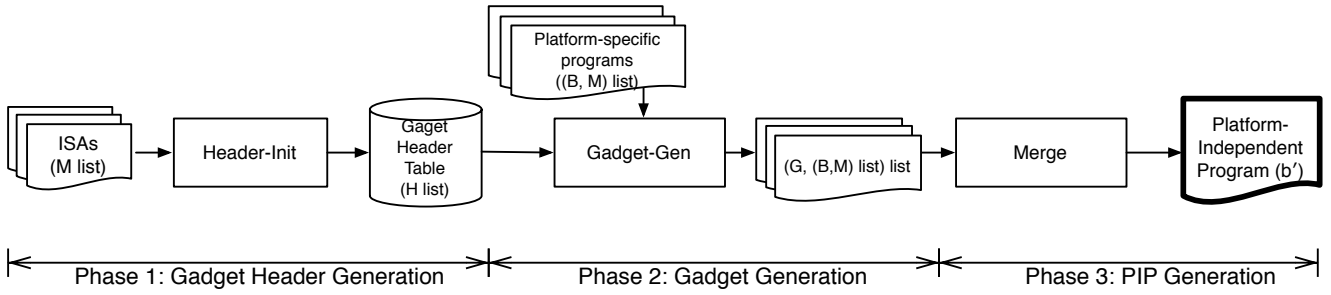 Platform-specific
programs
((B, M) list)
ISAs
(M list)
Header-Init
Gaget
Header
Table
(H list)
Gadget-Gen
(G, (B,M) list) list
Merge
Platform-
Independent
Program (b′)
Phase 1: Gadget Header Generation
Phase 2: Gadget Generation
Phase 3: PIP Generation